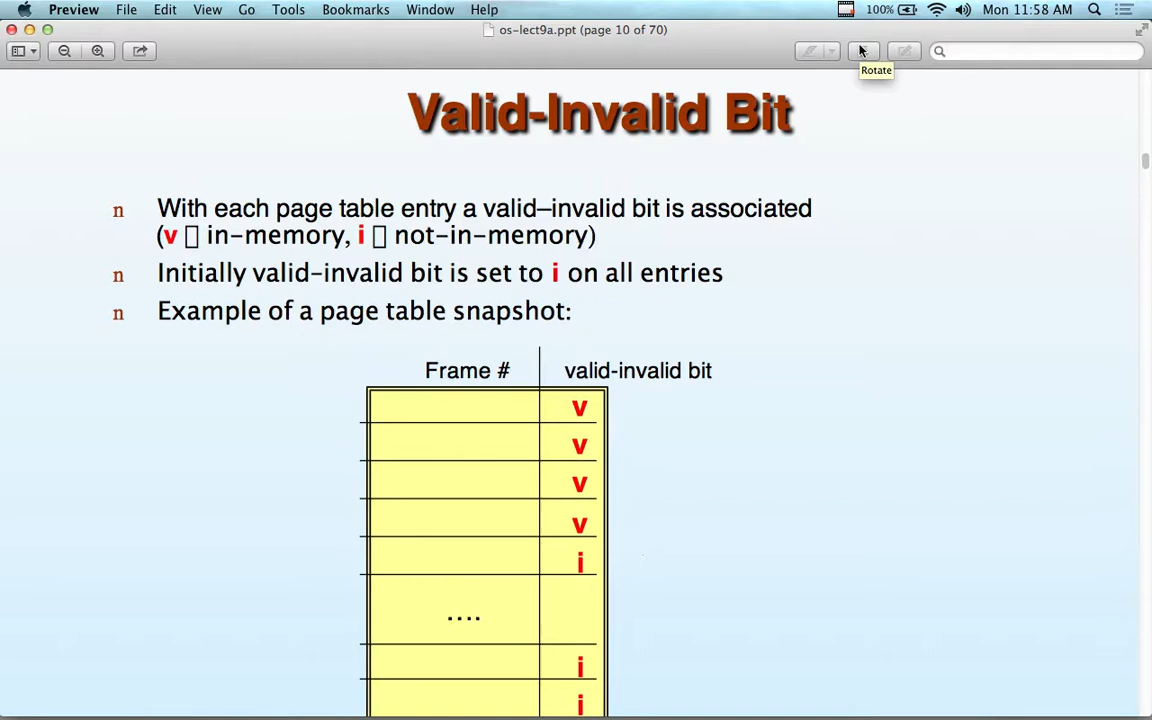 Preview File Edit View Go Tools Bookmarks Window Help 100% Mon 11:58 AM
os-lect9a.ppt (page 10 of 70)
Rotate
Valid-Invalid Bit
n With each page table entry a valid–invalid bit is associated
(v ▯ in-memory, i ▯ not-in-memory)
n Initially valid–invalid bit is set to i on all entries
n Example of a page table snapshot:
Frame # valid-invalid bit
v
v
v
v
i
....
i
i